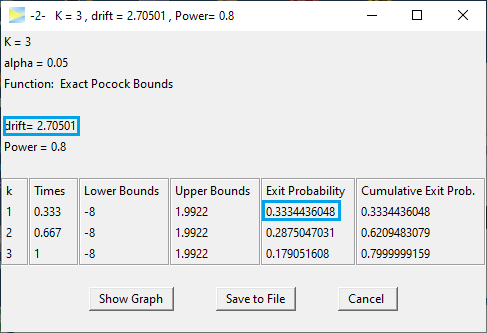 -2-   K = 3 , drift = 2.70501 , Power= 0.8
K = 3
alpha = 0.05
Function:  Exact Pocock Bounds
drift= 2.70501
Power = 0.8
k Times Lower Bounds Upper Bounds Exit Probability Cumulative Exit Prob.
1 0.333 -8 1.9922 0.3334436048 0.3334436048
2 0.667 -8 1.9922 0.2875047031 0.6209483079
3 1 -8 1.9922 0.179051608 0.7999999159
Show Graph Save to File Cancel